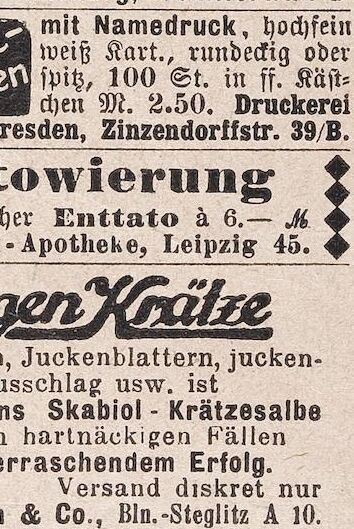 mit Namedruck, hochfein
weiß Kart., rundeckig oder
spitz, 100 St. in ff. Käst-
chen M. 2.50. Druckerei
resden, Zinzendorffstr. 39/B.
towierung
her Enttato à 6.— M
- Apotheke, Leipzig 45.
gen Krätze
, Juckenblattern, jucken-
usschlag usw. ist
ns Skabiol - Krätzesalbe
n hartnäckigen Fällen
erraschendem Erfolg.
Versand diskret nur
n & Co., Bln.-Steglitz A 10.